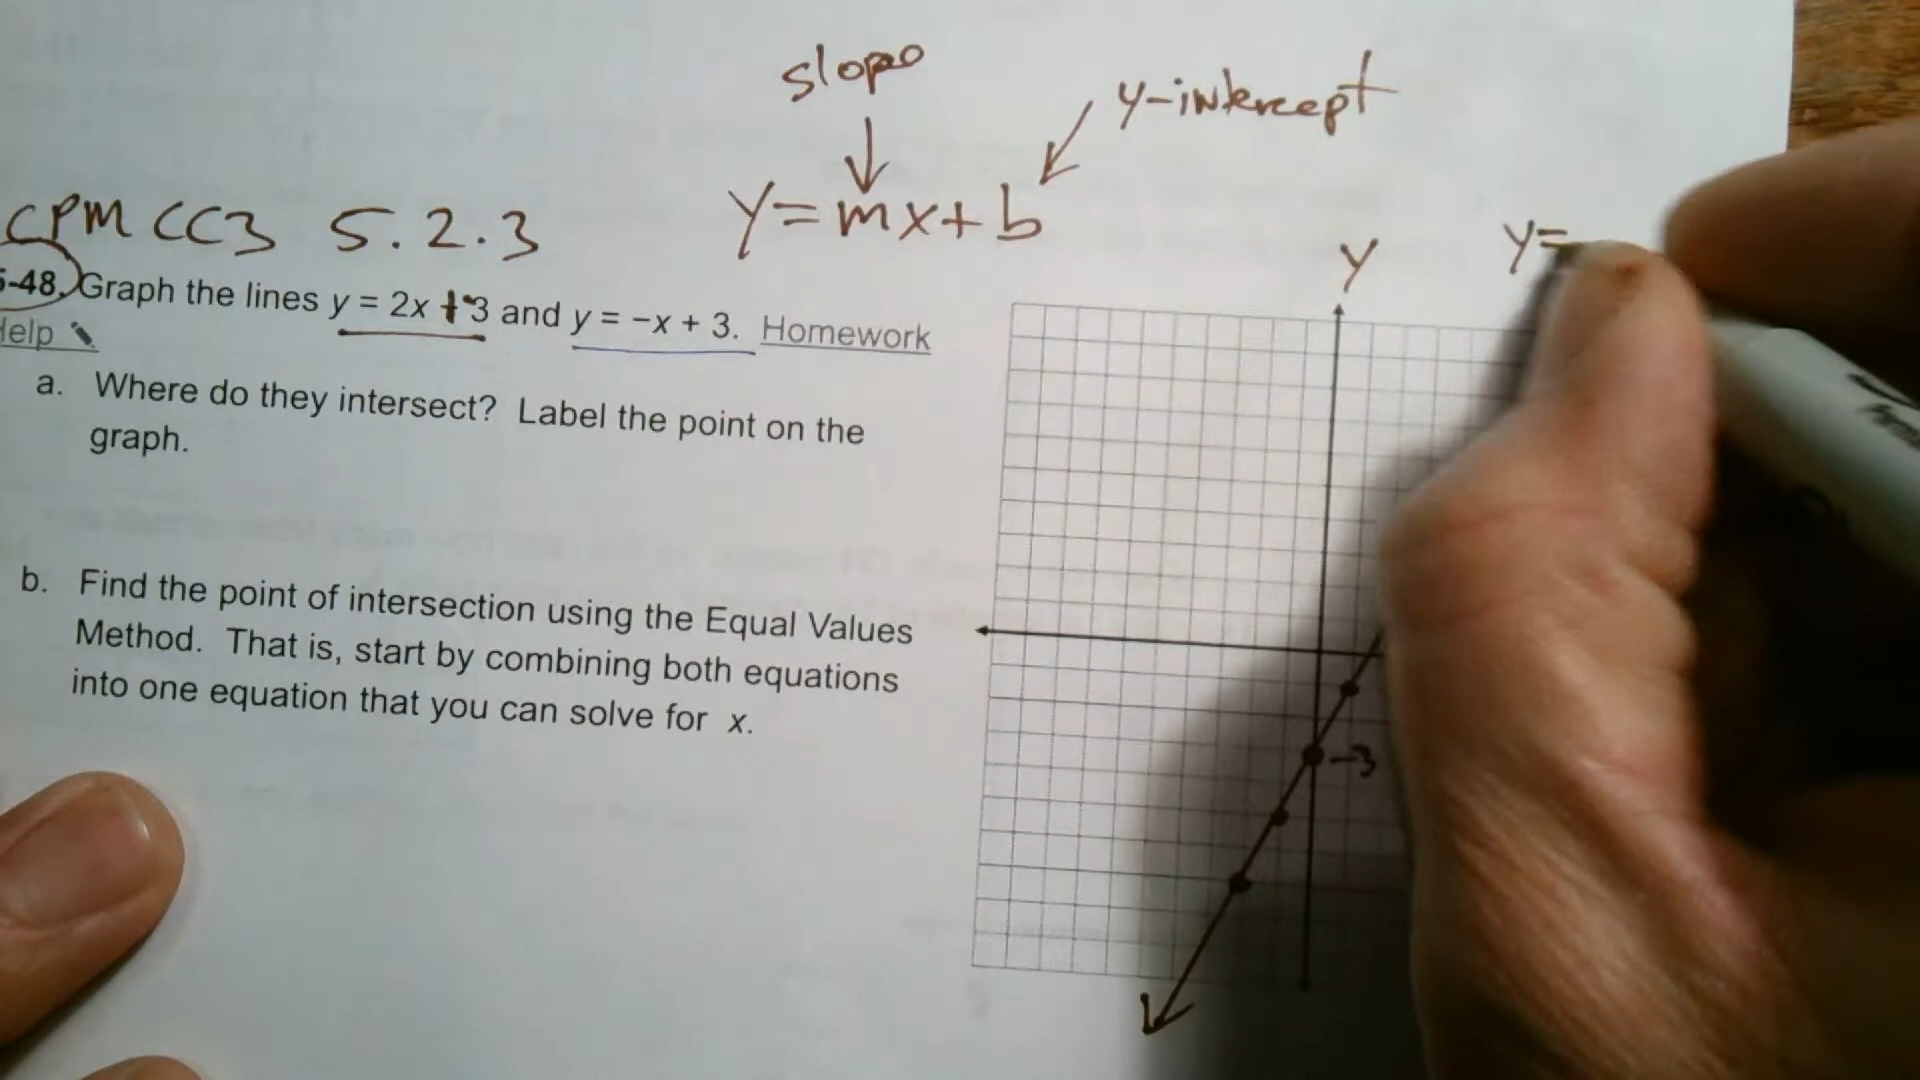 slope
y-intercept
y=mx+b
CPM CC3 5.2.3
5-48. Graph the lines y = 2x + -3 and y = −x + 3. Homework
Help
a. Where do they intersect? Label the point on the
graph.
b. Find the point of intersection using the Equal Values
Method. That is, start by combining both equations
into one equation that you can solve for x.
y
y=
-3